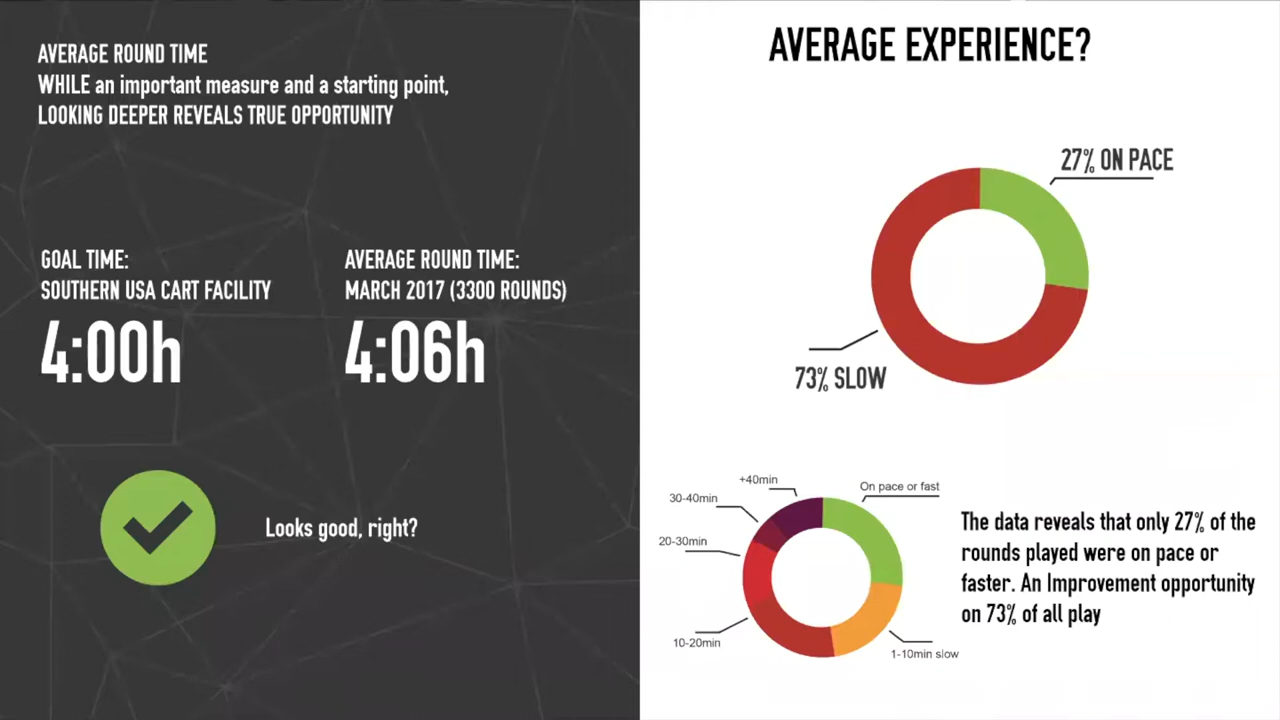 AVERAGE ROUND TIME
WHILE an important measure and a starting point,
LOOKING DEEPER REVEALS TRUE OPPORTUNITY
GOAL TIME:
SOUTHERN USA CART FACILITY
4:00h
AVERAGE ROUND TIME:
MARCH 2017 (3300 ROUNDS)
4:06h
Looks good, right?
AVERAGE EXPERIENCE?
27% ON PACE
73% SLOW
+40min
On pace or fast
30-40min
20-30min
10-20min
1-10min slow
The data reveals that only 27% of the
rounds played were on pace or
faster. An Improvement opportunity
on 73% of all play